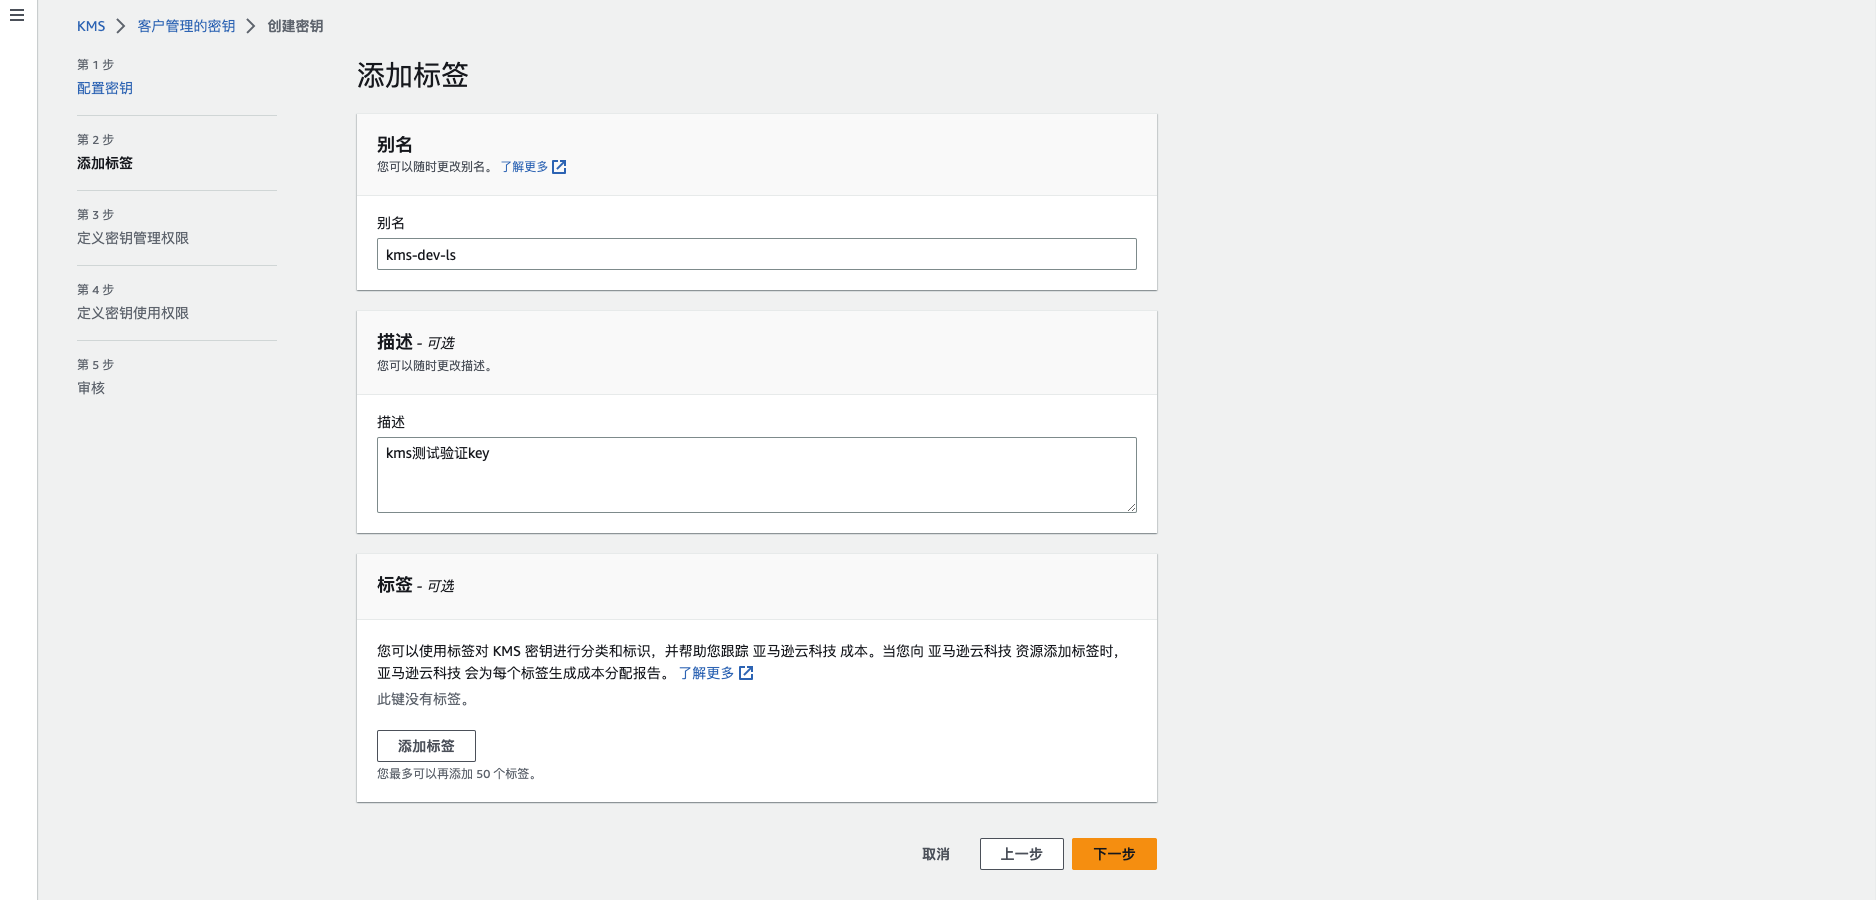 KMS > 客户管理的密钥 > 创建密钥
第 1 步
配置密钥
第 2 步
添加标签
第 3 步
定义密钥管理权限
第 4 步
定义密钥使用权限
第 5 步
审核
添加标签
别名
您可以随时更改别名。了解更多
别名
kms-dev-ls
描述 - 可选
您可以随时更改描述。
描述
kms测试验证key
标签 - 可选
您可以使用标签对 KMS 密钥进行分类和标识，并帮助您跟踪 亚马逊云科技 成本。当您向 亚马逊云科技 资源添加标签时，
亚马逊云科技 会为每个标签生成成本分配报告。了解更多
此键没有标签。
添加标签
您最多可以再添加 50 个标签。
取消 上一步 下一步